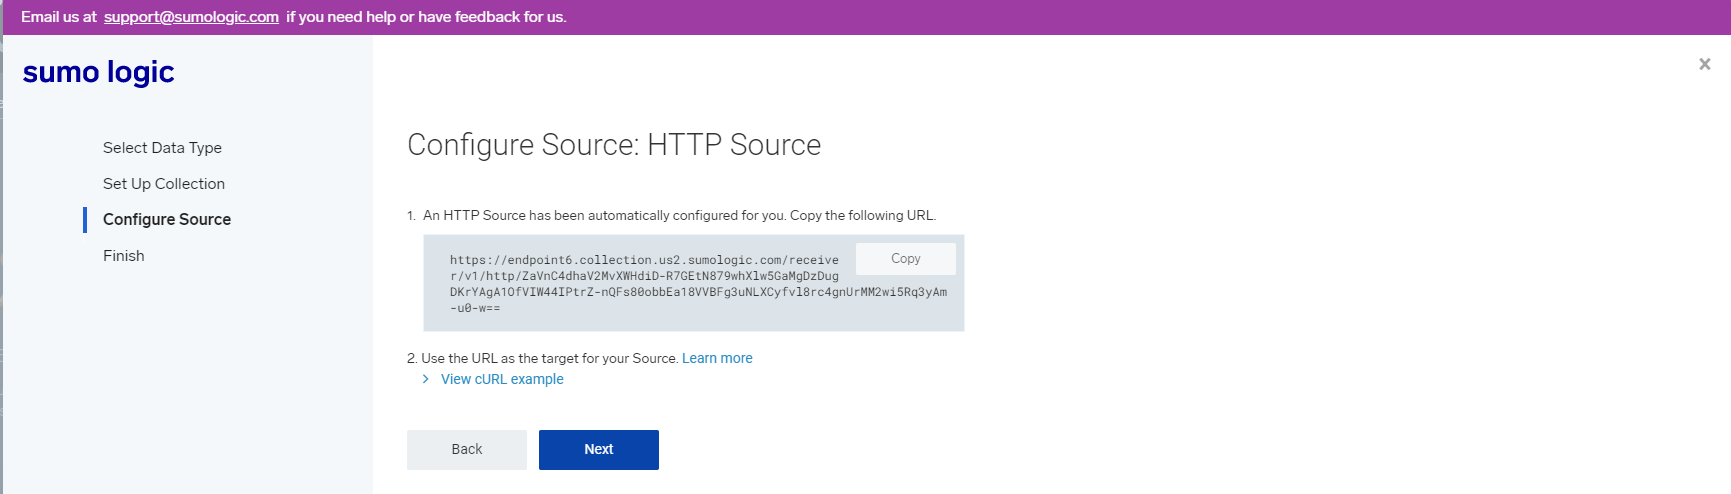 Email us at support@sumologic.com if you need help or have feedback for us.
sumo logic
Select Data Type
Set Up Collection
Configure Source
Finish
Configure Source: HTTP Source
1. An HTTP Source has been automatically configured for you. Copy the following URL.
Copy
https://endpoint6.collection.us2.sumologic.com/receive
r/v1/http/ZaVnC4dhaV2MvXWHdiD-R7GEtN879whXlw5GaMgDzDug
DKrYAgA1OfVIW44IPtrZ-nQFs80obbEa18VVBFg3uNLXCyfvl8rc4gnUrMM2wi5Rq3yAm
-u0-w==
2. Use the URL as the target for your Source. Learn more
> View cURL example
Back
Next